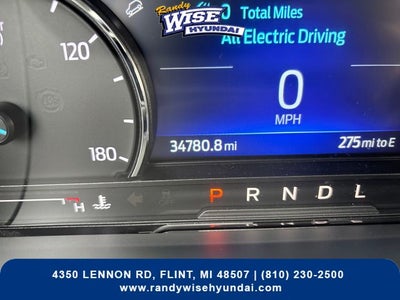 Randy
WISE
HYUNDAI
0 Total Miles
All Electric Driving
120
0
MPH
34780.8 mi
275 mi to E
180
H
P R N D L
4350 LENNON RD, FLINT, MI 48507 | (810) 230-2500
www.randywisehyundai.com